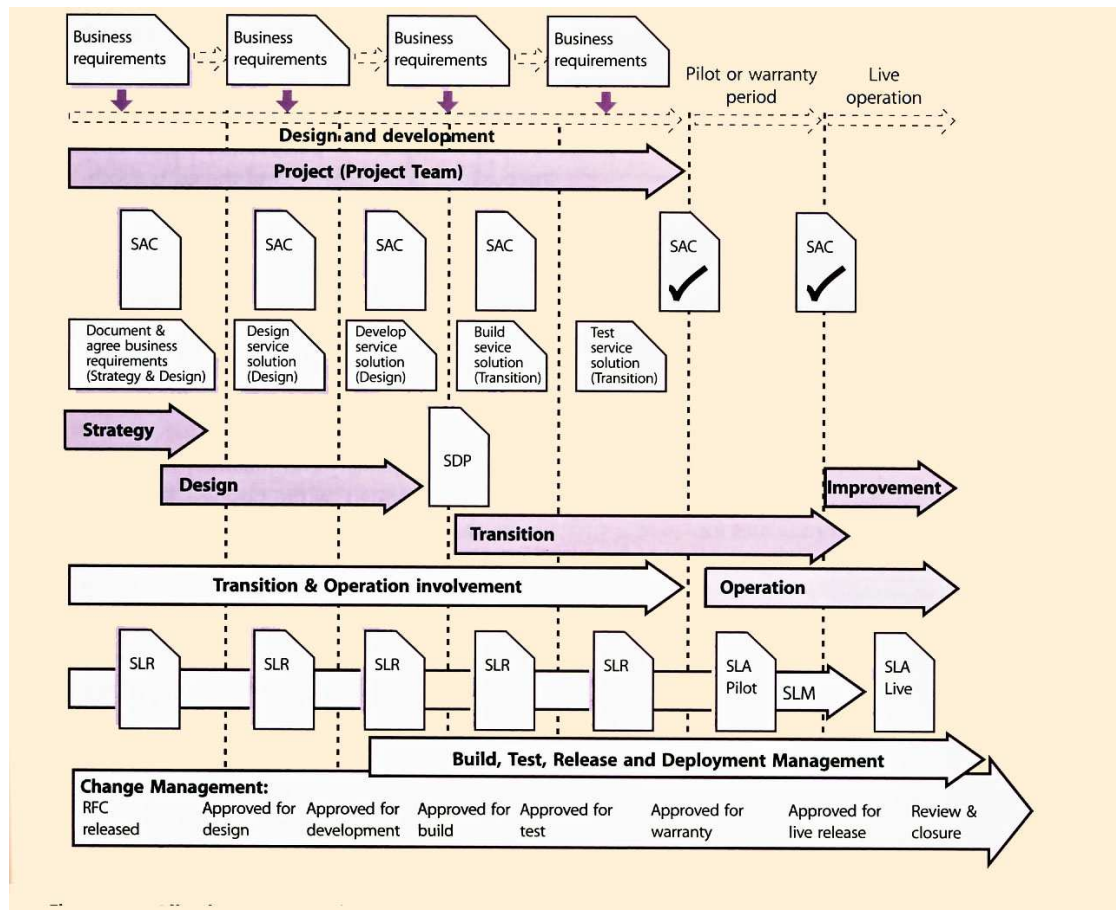 Business
requirements
Business
requirements
Business
requirements
Business
requirements
Pilot or warranty
period
Live
operation
Design and development
Project (Project Team)
SAC
SAC
SAC
SAC
SAC
SAC
Document &
agree business
requirements
(Strategy & Design)
Design
service
solution
(Design)
Develop
service
solution
(Design)
Build
sevice
solution
(Transition)
Test
service
solution
(Transition)
Strategy
SDP
Design
Improvement
Transition
Transition & Operation involvement
Operation
SLR
SLR
SLR
SLR
SLR
SLA
Pilot
SLM
SLA
Live
Build, Test, Release and Deployment Management
Change Management:
RFC
released
Approved for
design
Approved for
development
Approved for
build
Approved for
test
Approved for
warranty
Approved for
live release
Review &
closure